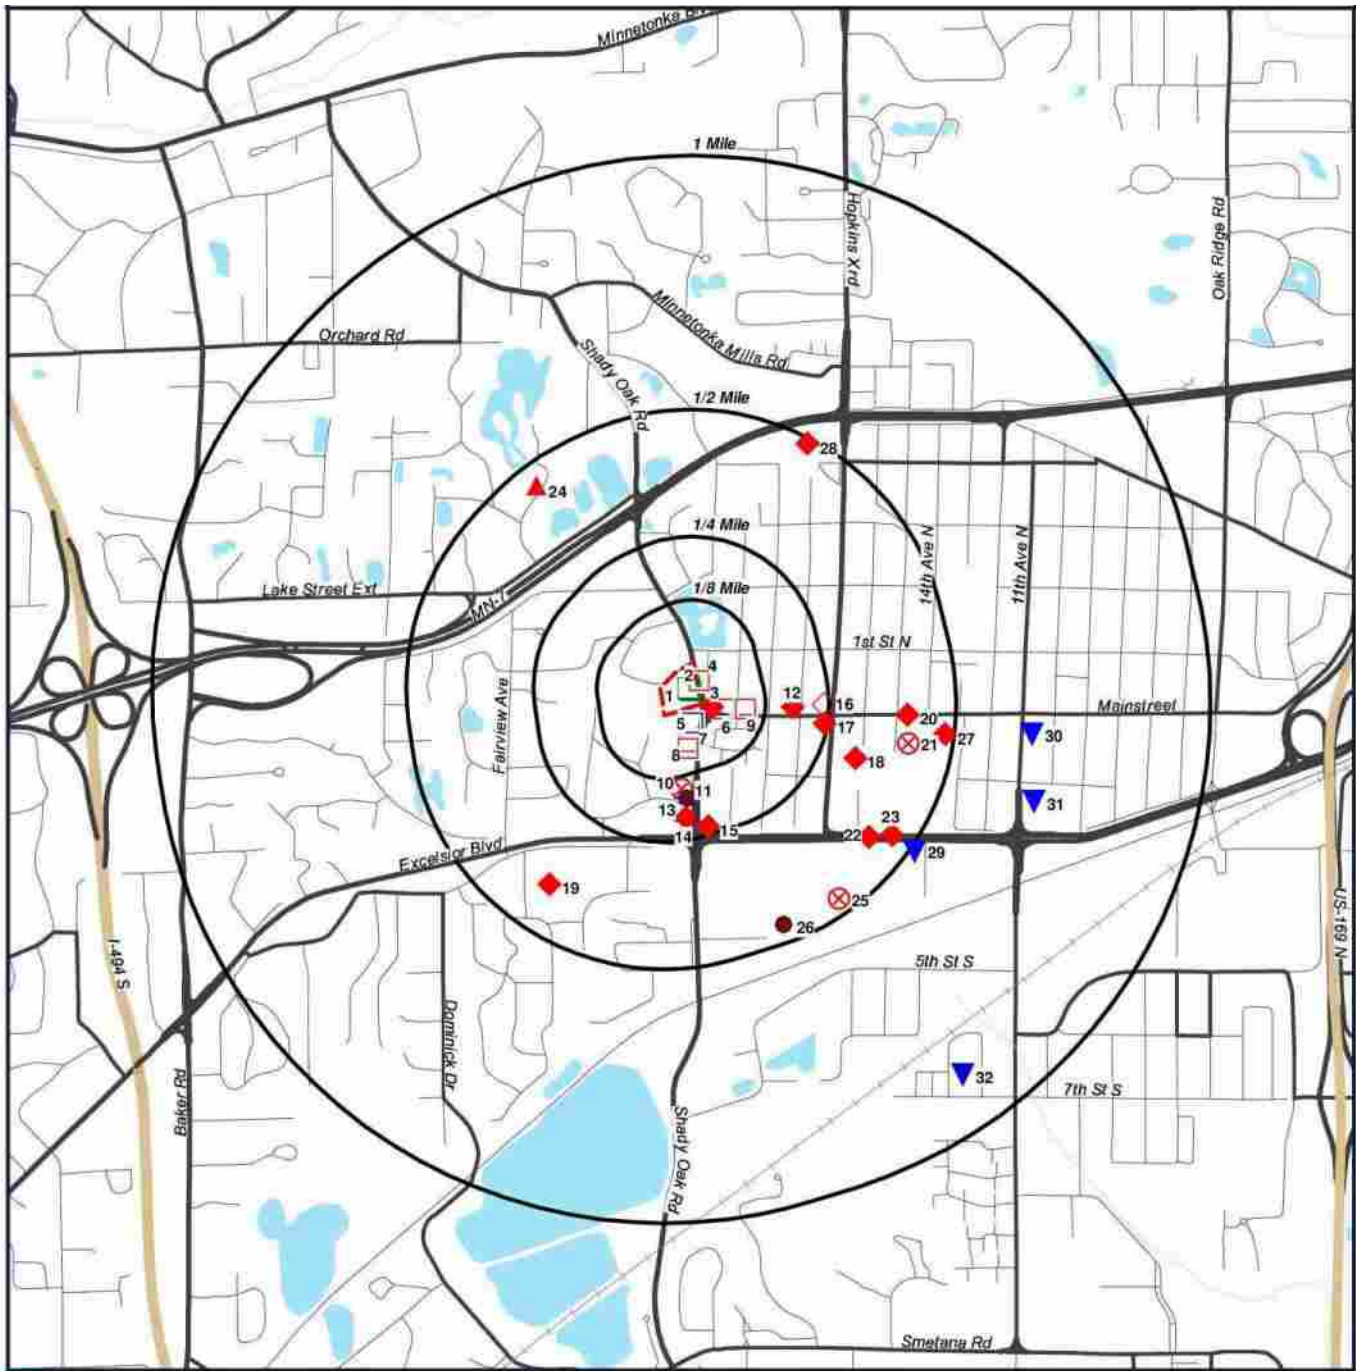 Minnetonka Blv
1 Mile
Hopkins Xrd
Oak Ridge Rd
Minnetonka Mills Rd
Orchard Rd
Shady Oak Rd
1/2 Mile
28
24
1/4 Mile
14th Ave N
11th Ave N
Lake Street Ext
MN-7
1/8 Mile
1st St N
4
2
1
3
12
16
Mainstreet
Fairview Ave
5
6
9
17
20
7
21
27
30
8
18
10
11
31
13
14
15
22
23
29
Excelsior Blvd
19
25
26
US-169 N
I-494 S
5th St S
Dominick Dr
32
7th St S
Baker Rd
Shady Oak Rd
Smetana Rd